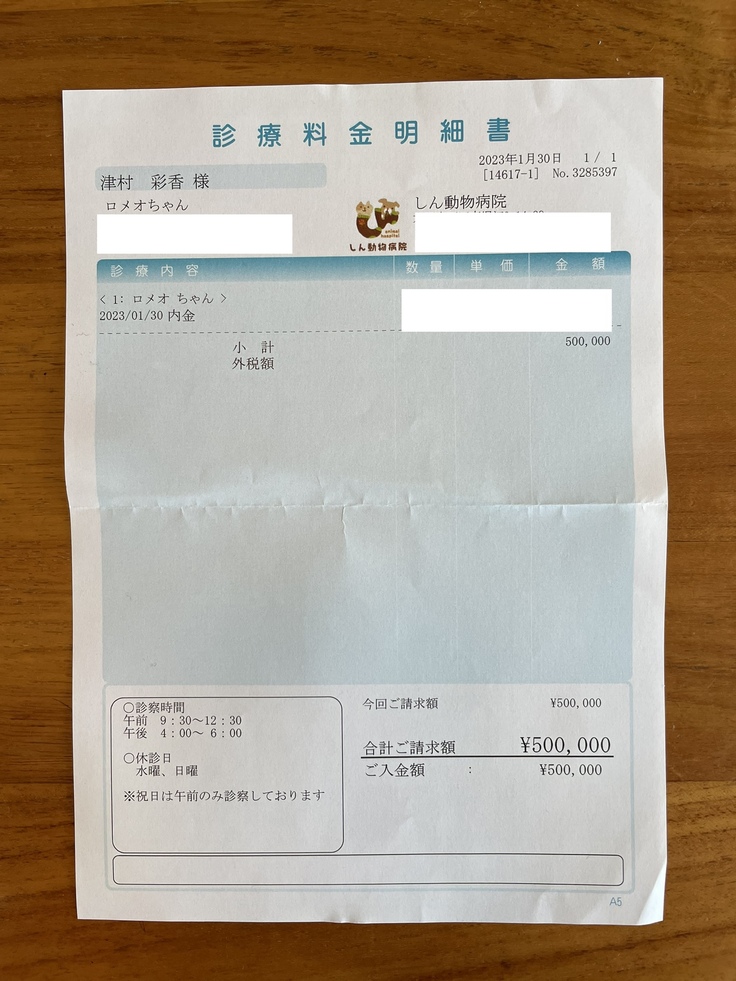 診療料金明細書
2023年1月30日 1 / 1
[14617-1] No.3285397
津村 彩香 様
ロメオちゃん
しん動物病院
animal hospital
しん動物病院
診療内容 数量 単価 金額
< 1: ロメオ ちゃん >
2023/01/30 内金
小 計 500,000
外税額
今回ご請求額 ¥500,000
合計ご請求額 ¥500,000
ご入金額 : ¥500,000
○診察時間
午前 9:30〜12:30
午後 4:00〜 6:00
○休診日
水曜、日曜
※祝日は午前のみ診察しております
A5